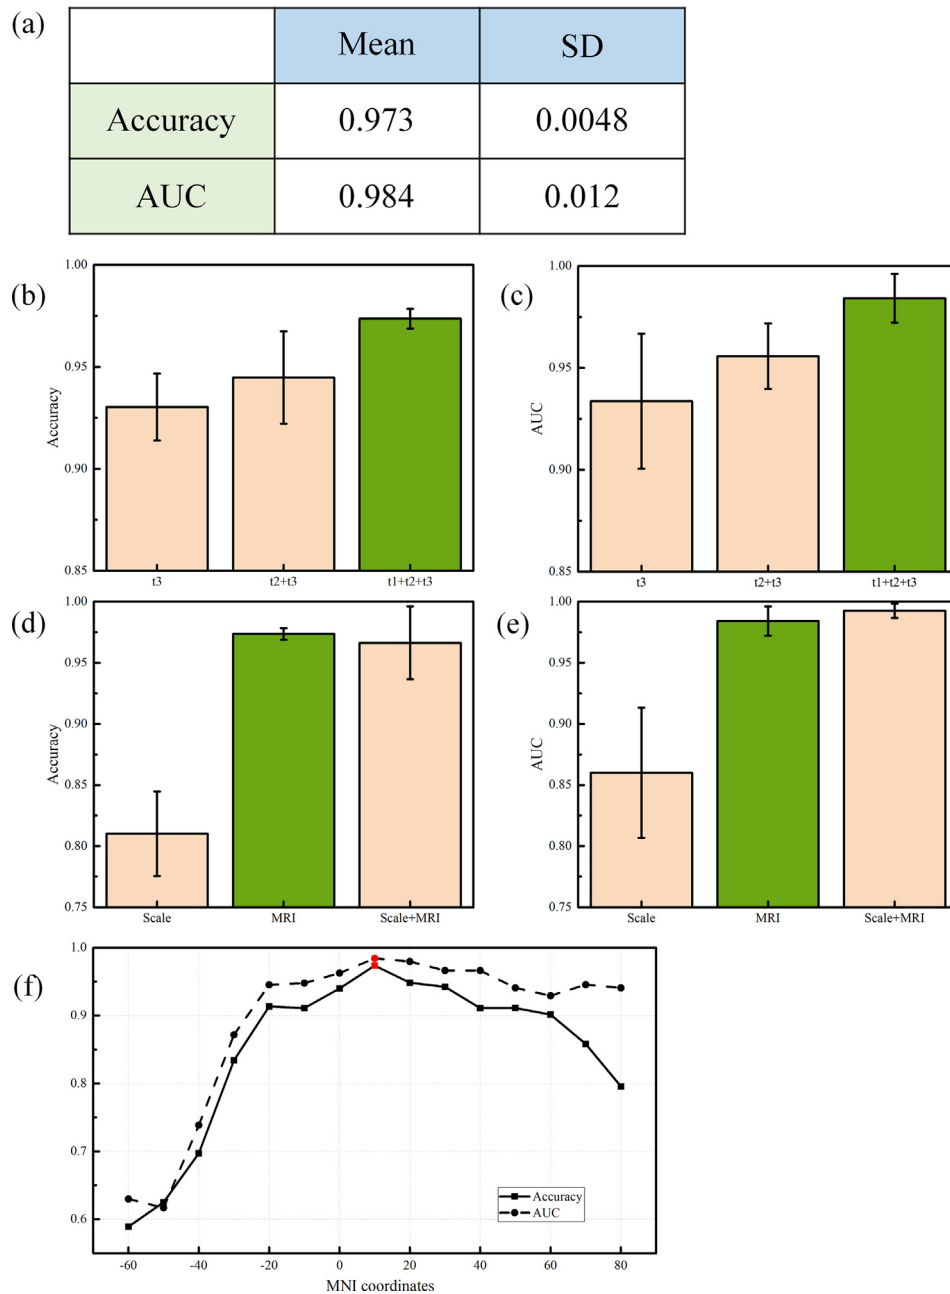 (a)
Mean SD
Accuracy 0.973 0.0048
AUC 0.984 0.012
(b)
1.00
0.95
0.90
0.85
Accuracy
t3 t2+t3 t1+t2+t3
(c)
1.00
0.95
0.90
0.85
AUC
t3 t2+t3 t1+t2+t3
(d)
1.00
0.95
0.90
0.85
0.80
0.75
Accuracy
Scale MRI Scale+MRI
(e)
1.00
0.95
0.90
0.85
0.80
0.75
AUC
Scale MRI Scale+MRI
(f)
1.0
0.9
0.8
0.7
0.6
Accuracy
AUC
-60 -40 -20 0 20 40 60 80
MNI coordinates